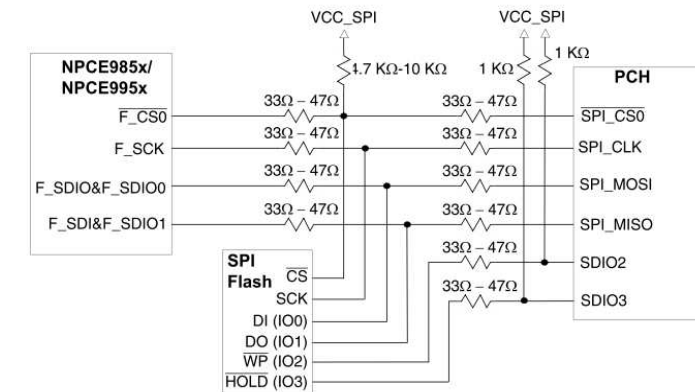 VCC_SPI VCC_SPI
4.7 KΩ-10 KΩ 1 KΩ 1 KΩ
NPCE985x/
NPCE995x
PCH
F_CS0 33Ω – 47Ω 33Ω – 47Ω SPI_CS0
F_SCK 33Ω – 47Ω 33Ω – 47Ω SPI_CLK
F_SDIO&F_SDIO0 33Ω – 47Ω 33Ω – 47Ω SPI_MOSI
F_SDI&F_SDIO1 33Ω – 47Ω 33Ω – 47Ω SPI_MISO
33Ω – 47Ω SDIO2
33Ω – 47Ω SDIO3
SPI
Flash
CS
SCK
DI (IO0)
DO (IO1)
WP (IO2)
HOLD (IO3)